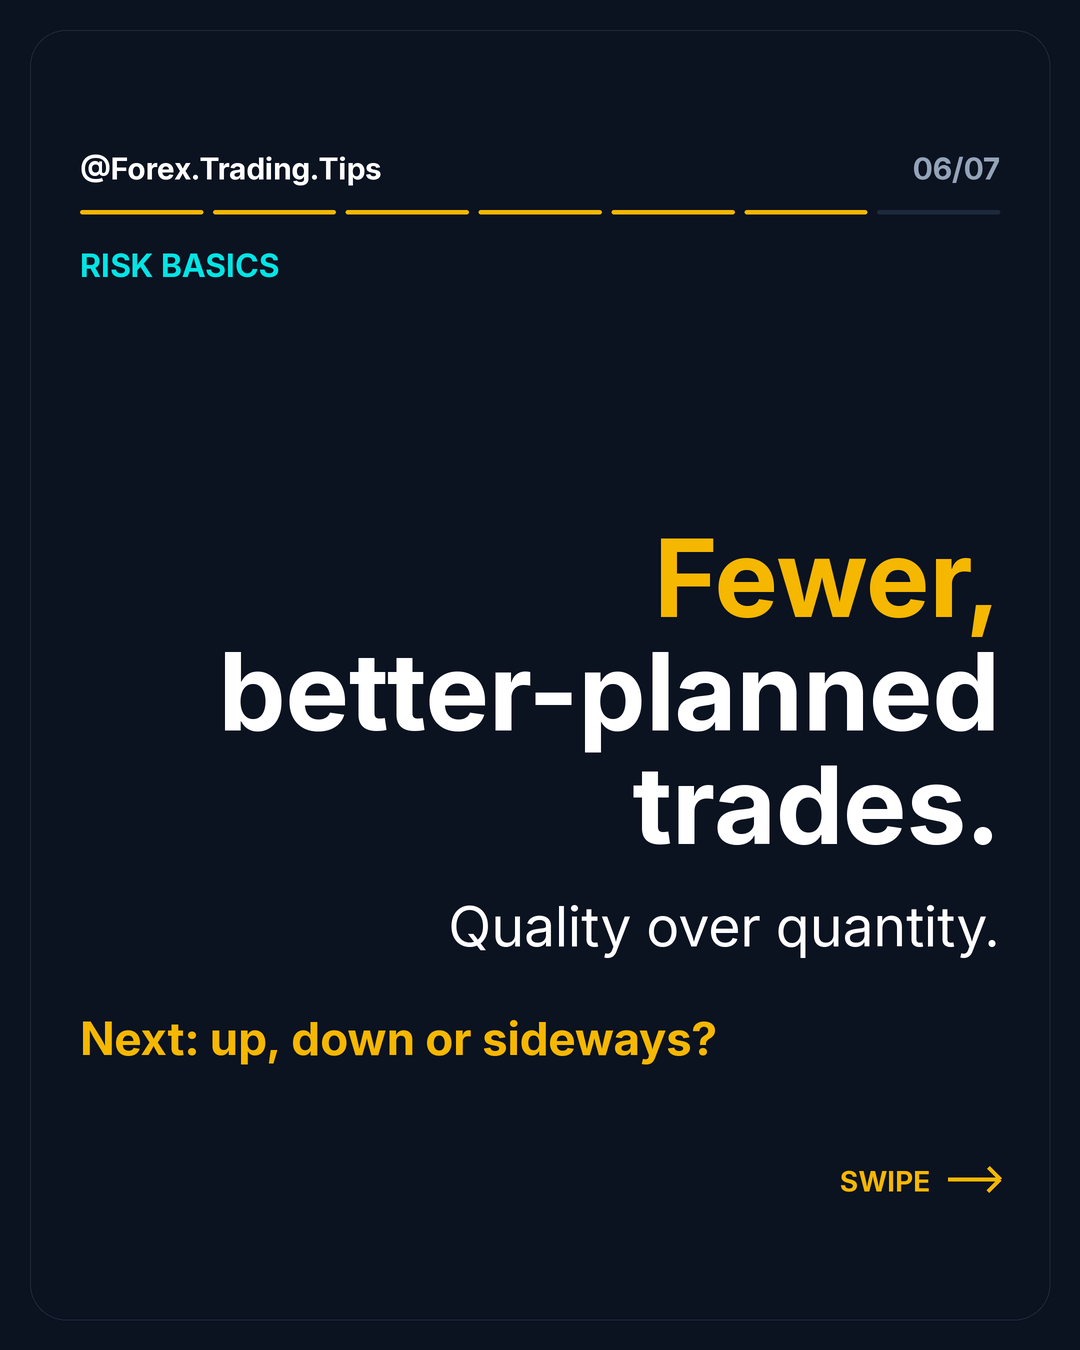 @Forex.Trading.Tips
06/07
RISK BASICS
Fewer,
better-planned
trades.
Quality over quantity.
Next: up, down or sideways?
SWIPE